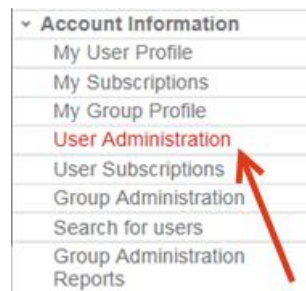 Account Information
My User Profile
My Subscriptions
My Group Profile
User Administration
User Subscriptions
Group Administration
Search for users
Group Administration
Reports